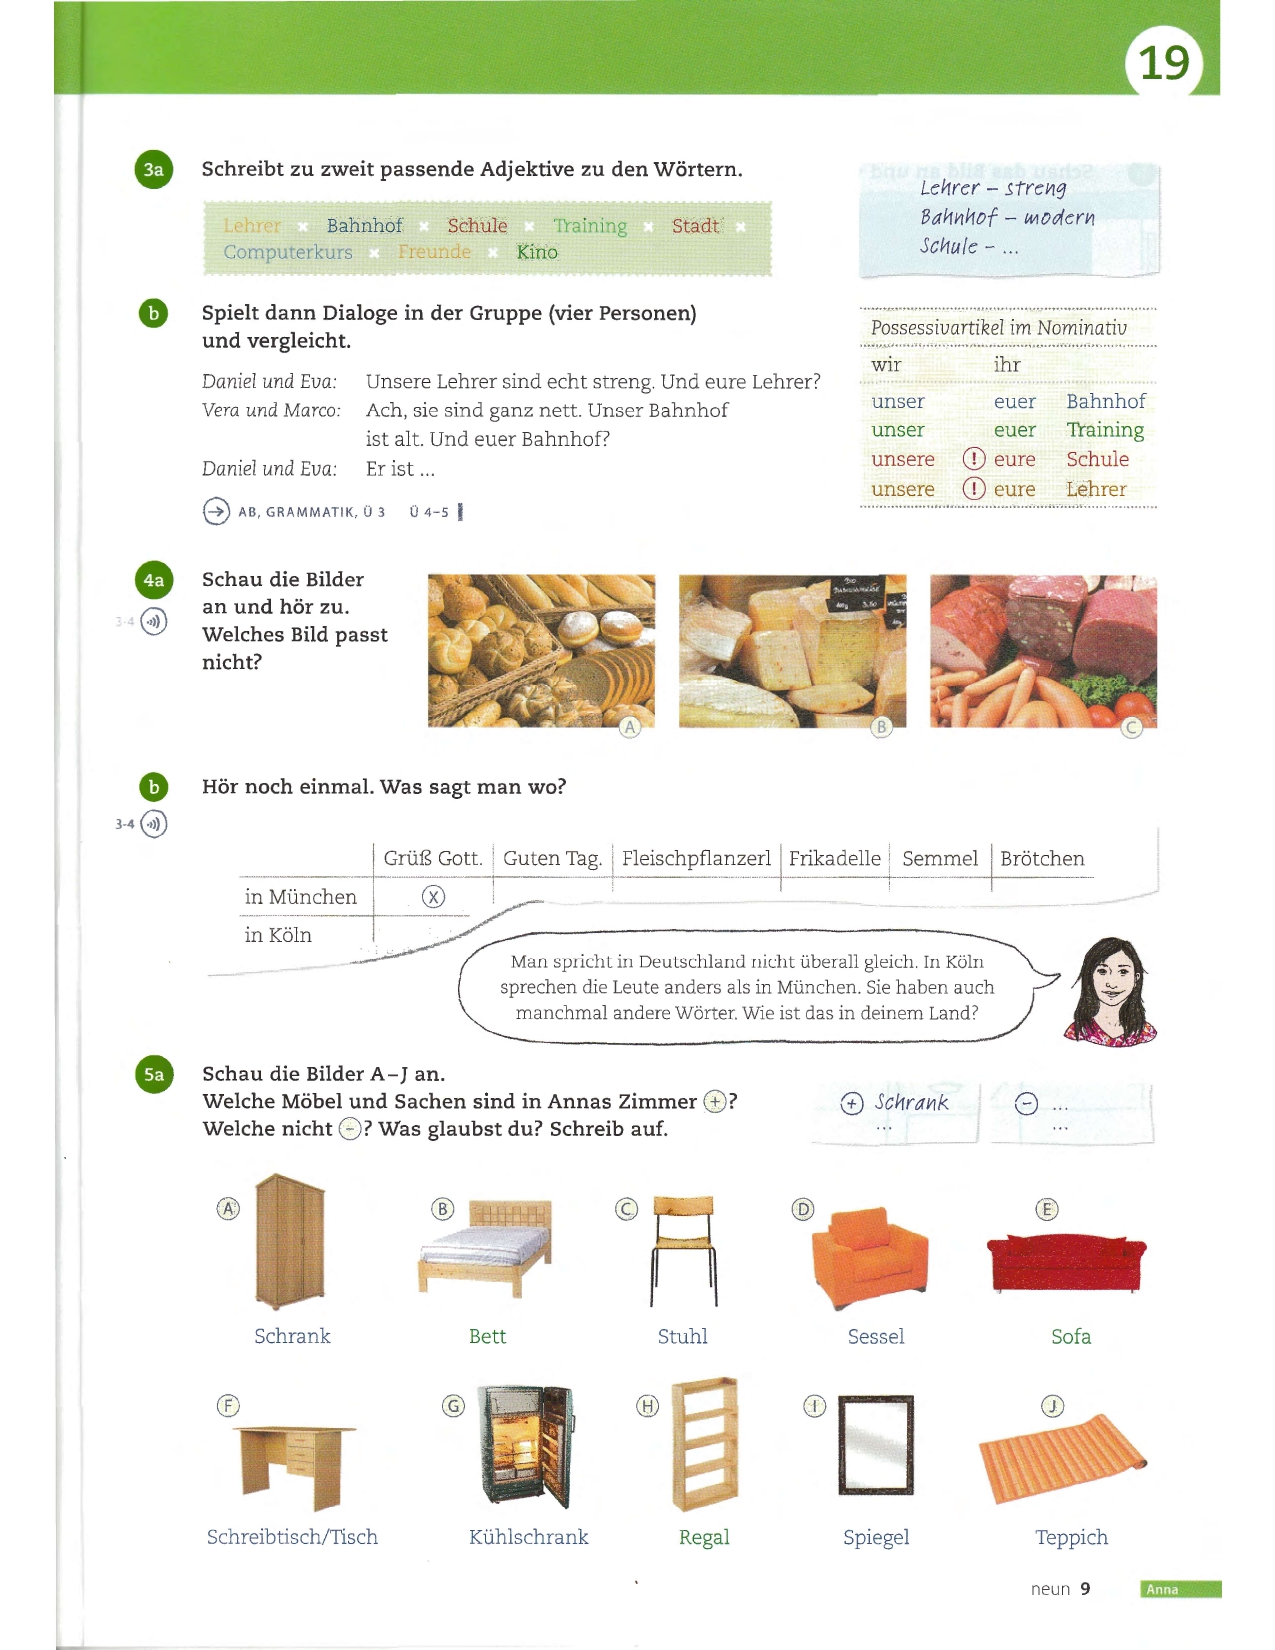 19
3a Schreibt zu zweit passende Adjektive zu den Wörtern.
Lehrer × Bahnhof × Schule × Training × Stadt ×
Computerkurs × Freunde × Kino
Lehrer – streng
Bahnhof – modern
Schule – ...
b Spielt dann Dialoge in der Gruppe (vier Personen)
und vergleicht.
Daniel und Eva: Unsere Lehrer sind echt streng. Und eure Lehrer?
Vera und Marco: Ach, sie sind ganz nett. Unser Bahnhof
ist alt. Und euer Bahnhof?
Daniel und Eva: Er ist ...
AB, GRAMMATIK, Ü 3 Ü 4–5
Possessivartikel im Nominativ
wir ihr
unser euer Bahnhof
unser euer Training
unsere ! eure Schule
unsere ! eure Lehrer
4a Schau die Bilder
3-4 an und hör zu.
Welches Bild passt
nicht?
A B C
b Hör noch einmal. Was sagt man wo?
3-4
Grüß Gott. Guten Tag. Fleischpflanzerl Frikadelle Semmel Brötchen
in München X
in Köln
Man spricht in Deutschland nicht überall gleich. In Köln
sprechen die Leute anders als in München. Sie haben auch
manchmal andere Wörter. Wie ist das in deinem Land?
5a Schau die Bilder A–J an.
Welche Möbel und Sachen sind in Annas Zimmer +?
Welche nicht -? Was glaubst du? Schreib auf.
+ Schrank
...
- ...
...
A B C D E
Schrank Bett Stuhl Sessel Sofa
F G H I J
Schreibtisch/Tisch Kühlschrank Regal Spiegel Teppich
neun 9 Anna